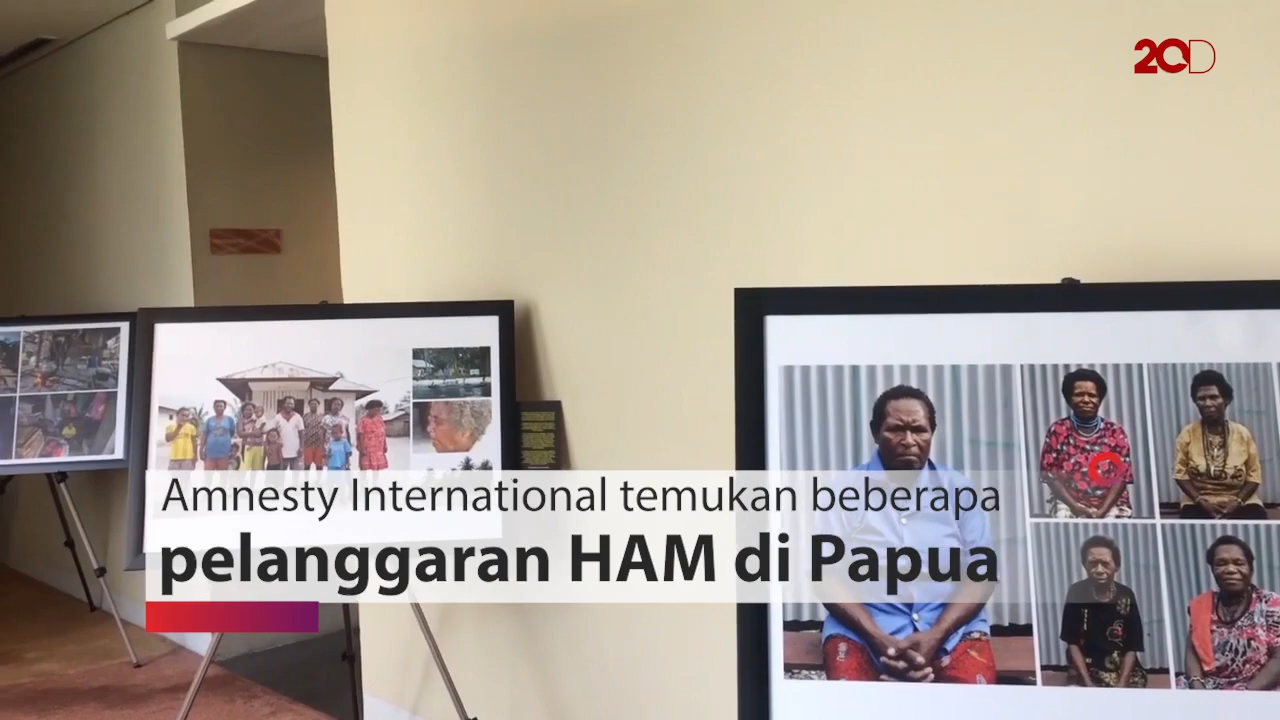 20D
Amnesty International temukan beberapa
pelanggaran HAM di Papua